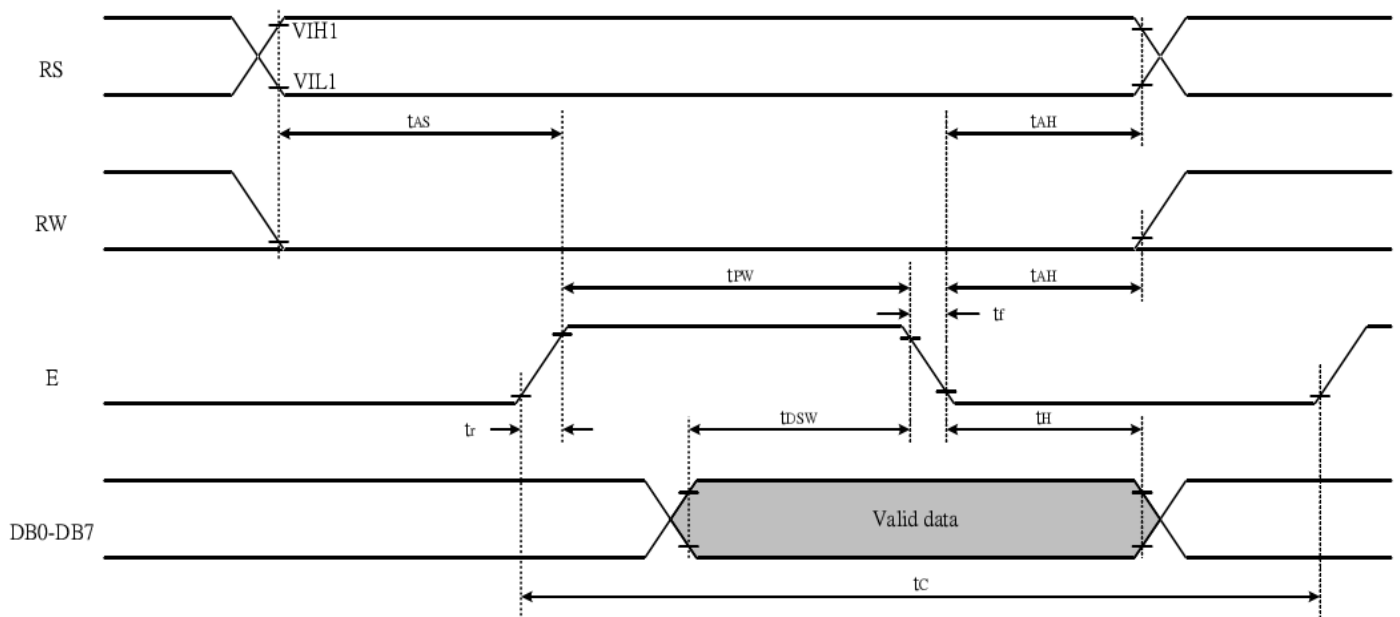 RS
VIH1
VIL1
tAS
tAH
RW
tPW
tAH
tf
E
tr
tDSW
tH
DB0-DB7
Valid data
tC